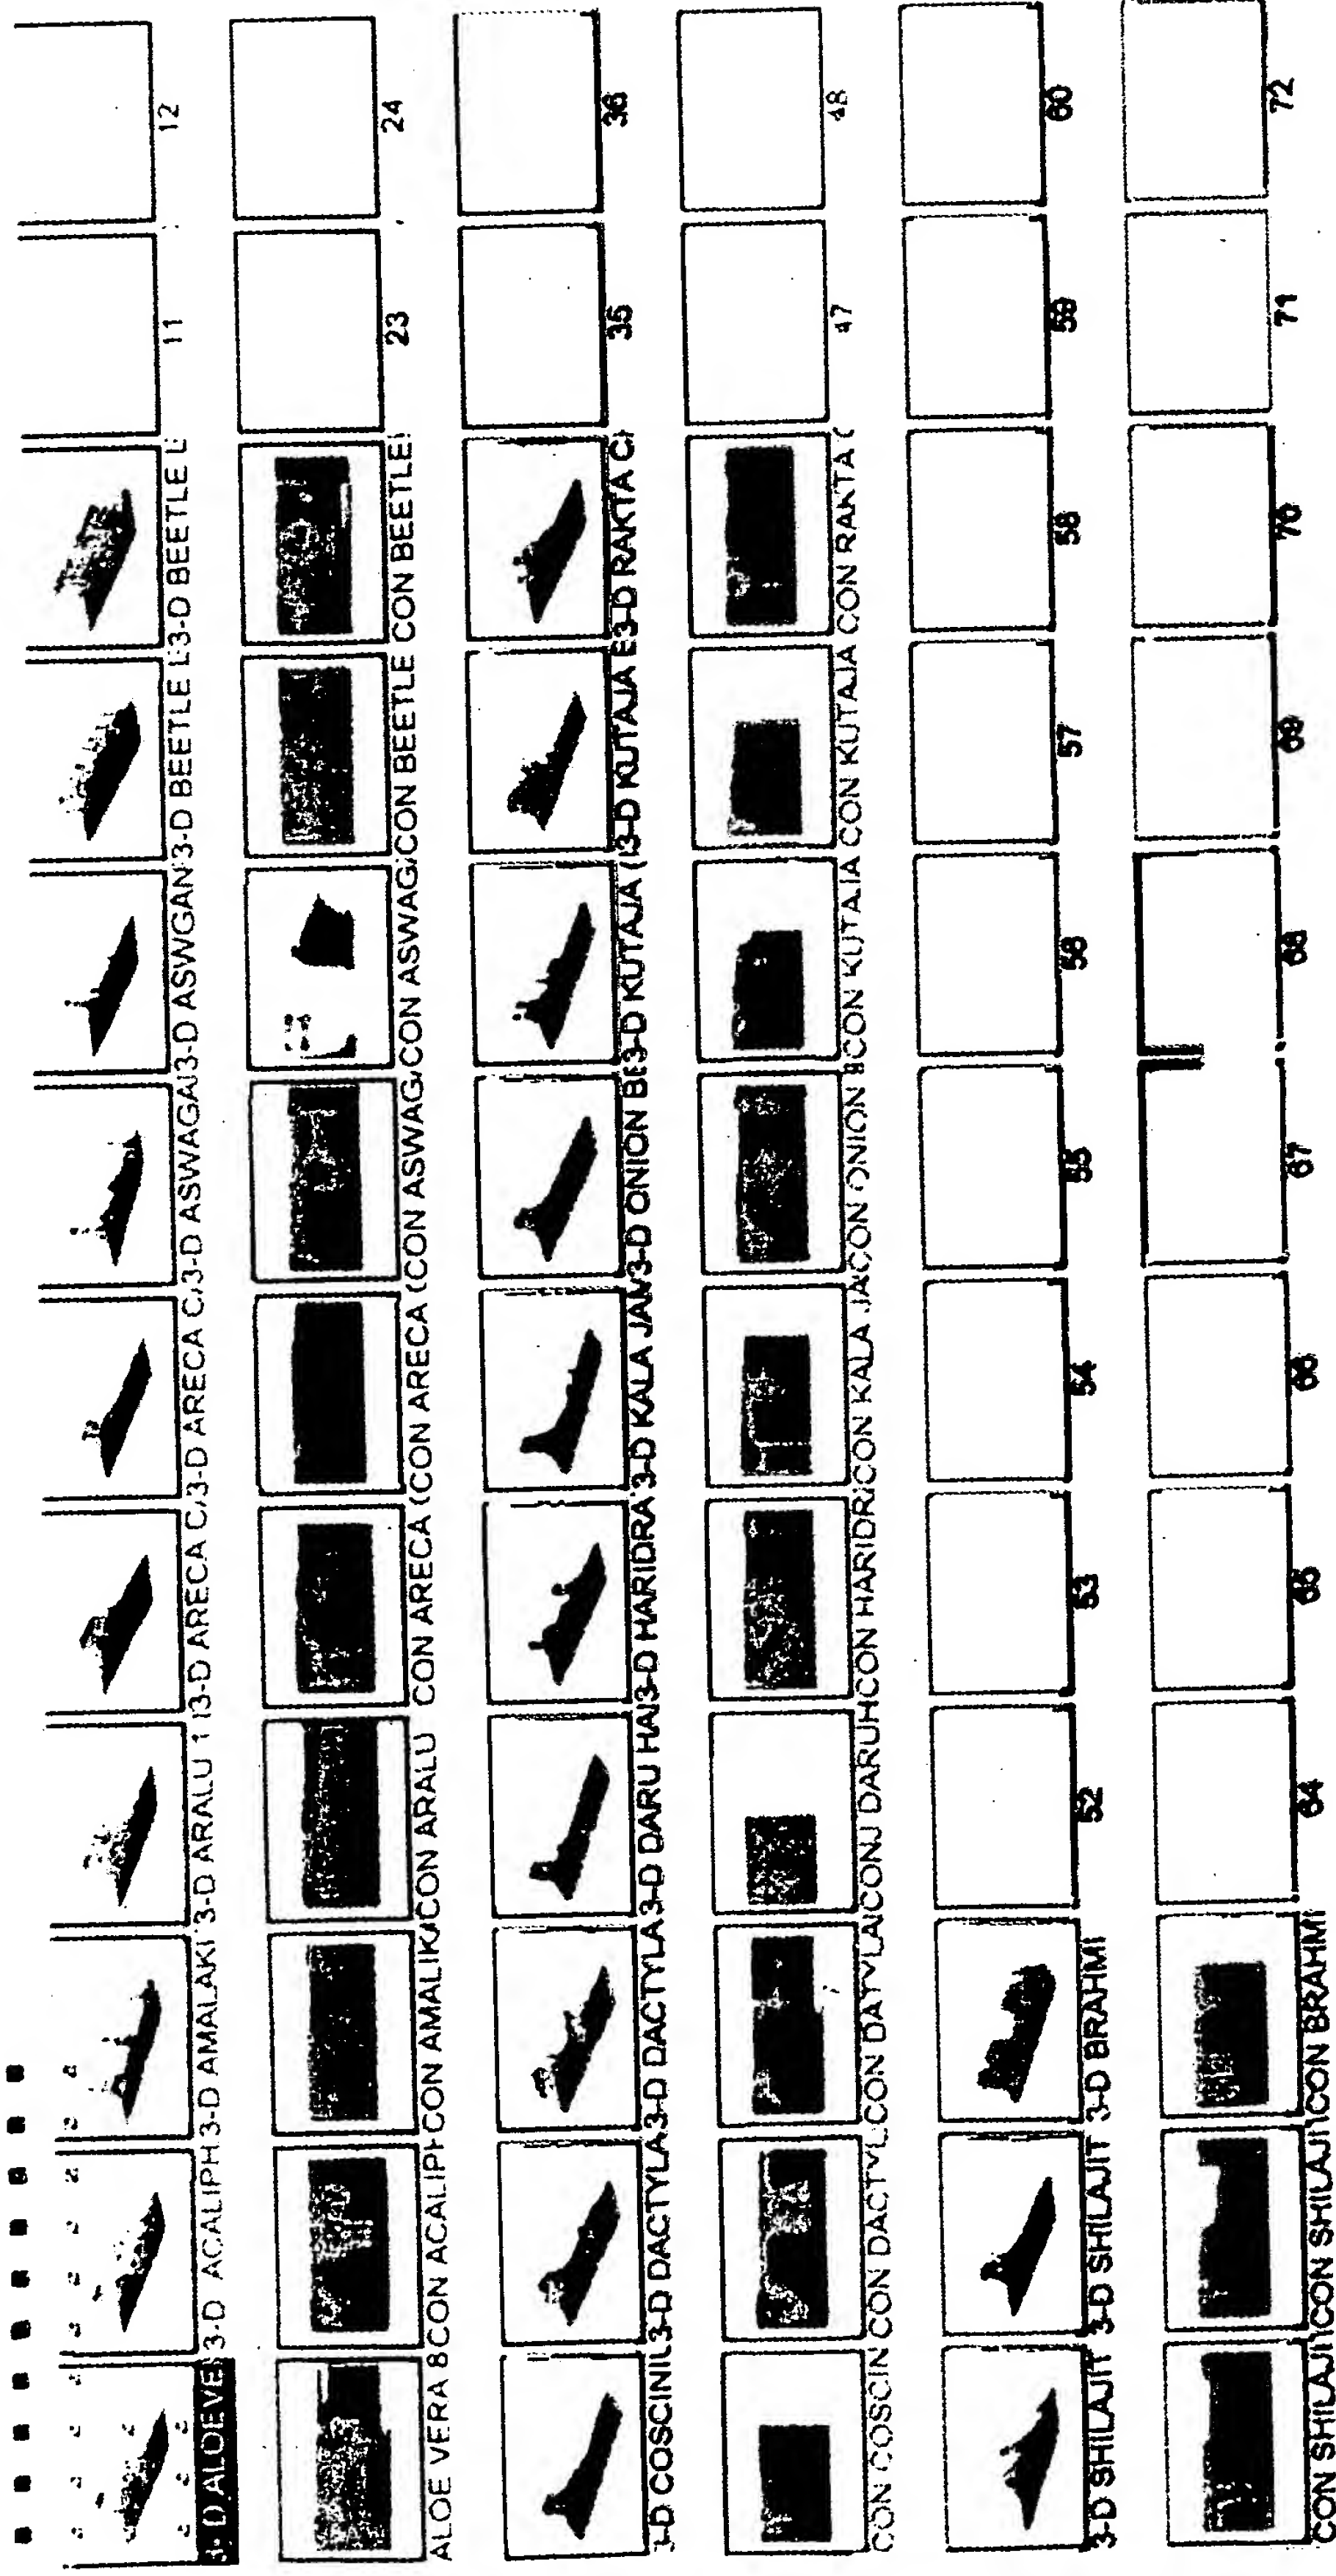 3-D ALOEVE 3-D ACALIPH 3-D AMALAKI 3-D ARALU 1 3-D ARECA C 3-D ARECA C 3-D ASWAGA 3-D ASWGAN 3-D BEETLE L 3-D BEETLE L 11 12
ALOE VERA 8 CON ACALIPH CON AMALIK CON ARALU CON ARECA ( CON ARECA ( CON ASWAG CON ASWAG CON BEETLE CON BEETLE 23 24
3-D COSCINIL 3-D DACTYLA 3-D DACTYLA 3-D DARU HA 3-D HARIDRA 3-D KALA JAM 3-D ONION BE 3-D KUTAJA ( 3-D KUTAJA E 3-D RAKTA C 35 36
CON COSCIN CON DACTYL CON DATYLA CONJ DARUH CON HARIDR CON KALA JA CON ONION CON KUTAJA CON KUTAJA CON RAKTA C 47 48
3-D SHILAJIT 3-D SHILAJIT 3-D BRAHMI 52 53 54 55 56 57 58 59 60
CON SHILAJI CON SHILAJI CON BRAHMI 64 65 66 67 68 69 70 71 72